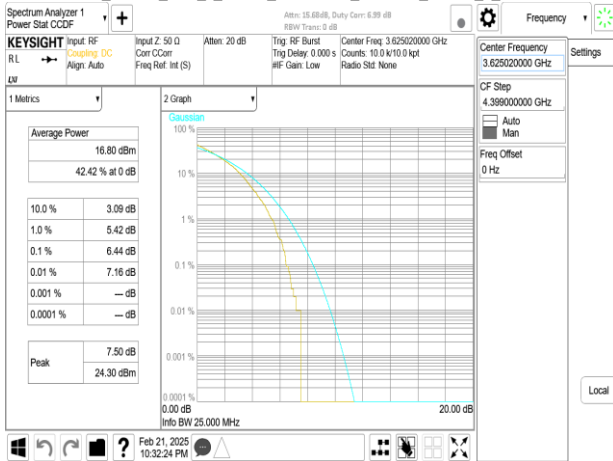 Spectrum Analyzer 1
Power Stat CCDF
Attn: 15.68dB, Duty Corr: 6.99 dB
RBW Trans: 0 dB
Frequency
KEYSIGHT
RL
LXI
Input: RF
Coupling: DC
Align: Auto
Input Z: 50 Ω
Corr CCorr
Freq Ref: Int (S)
Atten: 20 dB
Trig: RF Burst
Trig Delay: 0.000 s
#IF Gain: Low
Center Freq: 3.625020000 GHz
Counts: 10.0 k/10.0 kpt
Radio Std: None
Center Frequency
3.625020000 GHz
Settings
CF Step
4.399000000 GHz
Auto
Man
Freq Offset
0 Hz
Local
1 Metrics
Average Power
16.80 dBm
42.42 % at 0 dB
10.0 % 3.09 dB
1.0 % 5.42 dB
0.1 % 6.44 dB
0.01 % 7.16 dB
0.001 % --- dB
0.0001 % --- dB
Peak
7.50 dB
24.30 dBm
2 Graph
Gaussian
100 %
10 %
1 %
0.1 %
0.01 %
0.001 %
0.0001 %
0.00 dB
20.00 dB
Info BW 25.000 MHz
?
Feb 21, 2025
10:32:24 PM